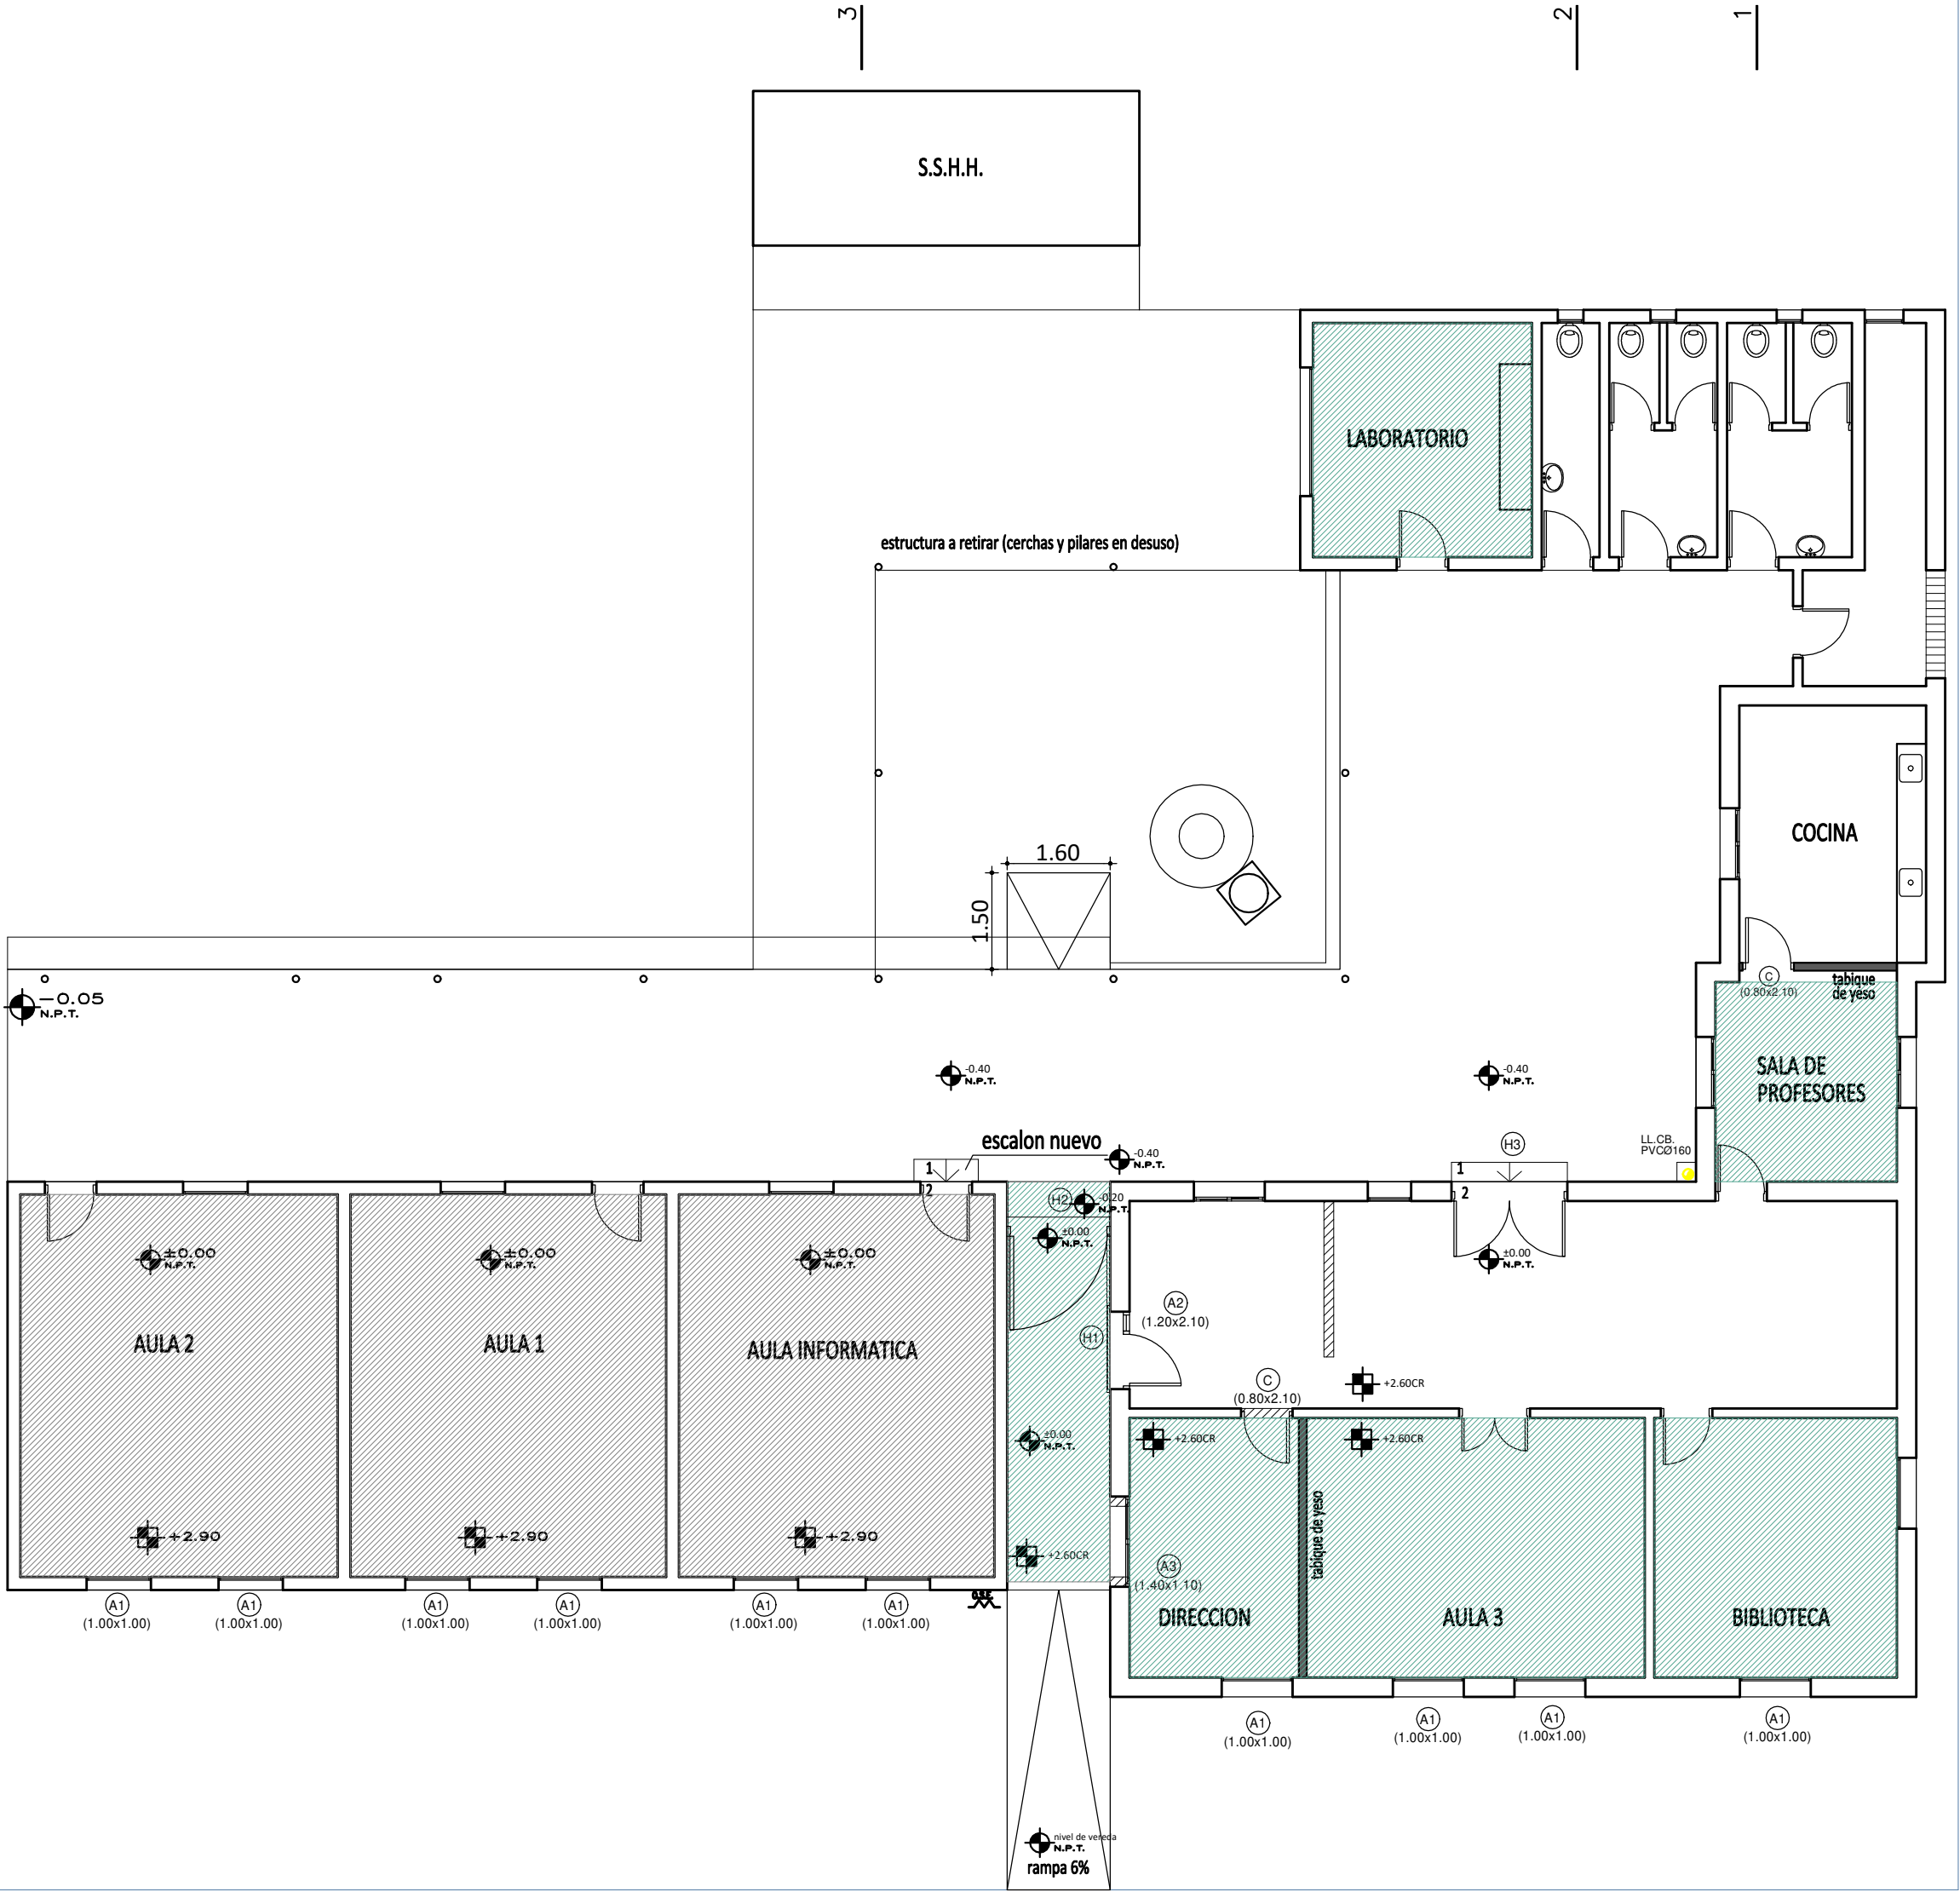 3
2
1
S.S.H.H.
LABORATORIO
estructura a retirar (cerchas y pilares en desuso)
COCINA
1.60
1.50
C
(0.80x2.10)
tabique
de yeso
-0.05
N.P.T.
-0.40
N.P.T.
-0.40
N.P.T.
SALA DE
PROFESORES
escalon nuevo
-0.40
N.P.T.
H3
LL.CB.
PVCØ160
1
2
1
2
H2
-0.20
N.P.T.
±0.00
N.P.T.
±0.00
N.P.T.
±0.00
N.P.T.
±0.00
N.P.T.
±0.00
N.P.T.
A2
(1.20x2.10)
H1
AULA 2
AULA 1
AULA INFORMATICA
C
(0.80x2.10)
+2.60CR
±0.00
N.P.T.
+2.60CR
+2.60CR
tabique de yeso
+2.90
+2.90
+2.90
+2.60CR
A3
(1.40x1.10)
O.S.E.
DIRECCION
AULA 3
BIBLIOTECA
A1
(1.00x1.00)
A1
(1.00x1.00)
A1
(1.00x1.00)
A1
(1.00x1.00)
A1
(1.00x1.00)
A1
(1.00x1.00)
A1
(1.00x1.00)
A1
(1.00x1.00)
A1
(1.00x1.00)
A1
(1.00x1.00)
nivel de vereda
N.P.T.
rampa 6%